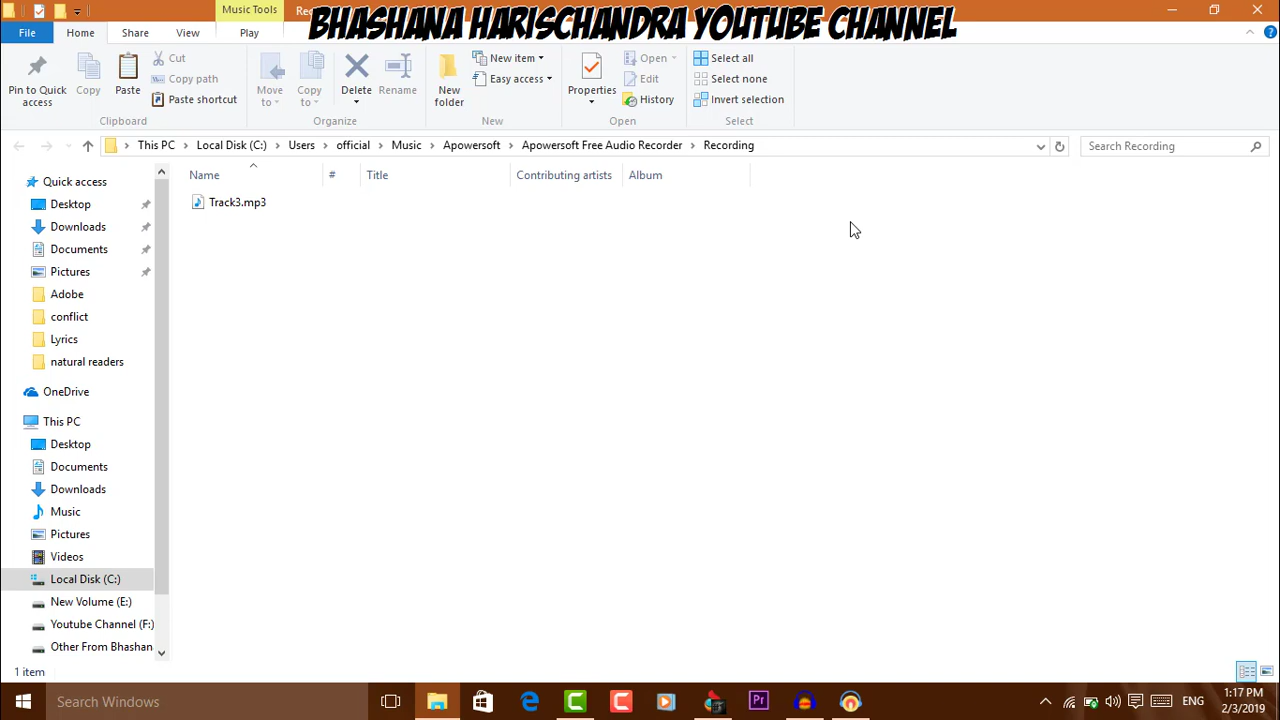 Music Tools
Re
BHASHANA HARISCHANDRA YOUTUBE CHANNEL
File
Home
Share
View
Play
Pin to Quick access
Copy
Paste
Cut
Copy path
Paste shortcut
Move to
Copy to
Delete
Rename
New folder
New item
Easy access
Properties
Open
Edit
History
Select all
Select none
Invert selection
Clipboard
Organize
New
Open
Select
This PC
Local Disk (C:)
Users
official
Music
Apowersoft
Apowersoft Free Audio Recorder
Recording
Search Recording
Name
#
Title
Contributing artists
Album
Track3.mp3
Quick access
Desktop
Downloads
Documents
Pictures
Adobe
conflict
Lyrics
natural readers
OneDrive
This PC
Desktop
Documents
Downloads
Music
Pictures
Videos
Local Disk (C:)
New Volume (E:)
Youtube Channel (F:)
Other From Bhashan
1 item
Search Windows
Pr
ENG
1:17 PM
2/3/2019